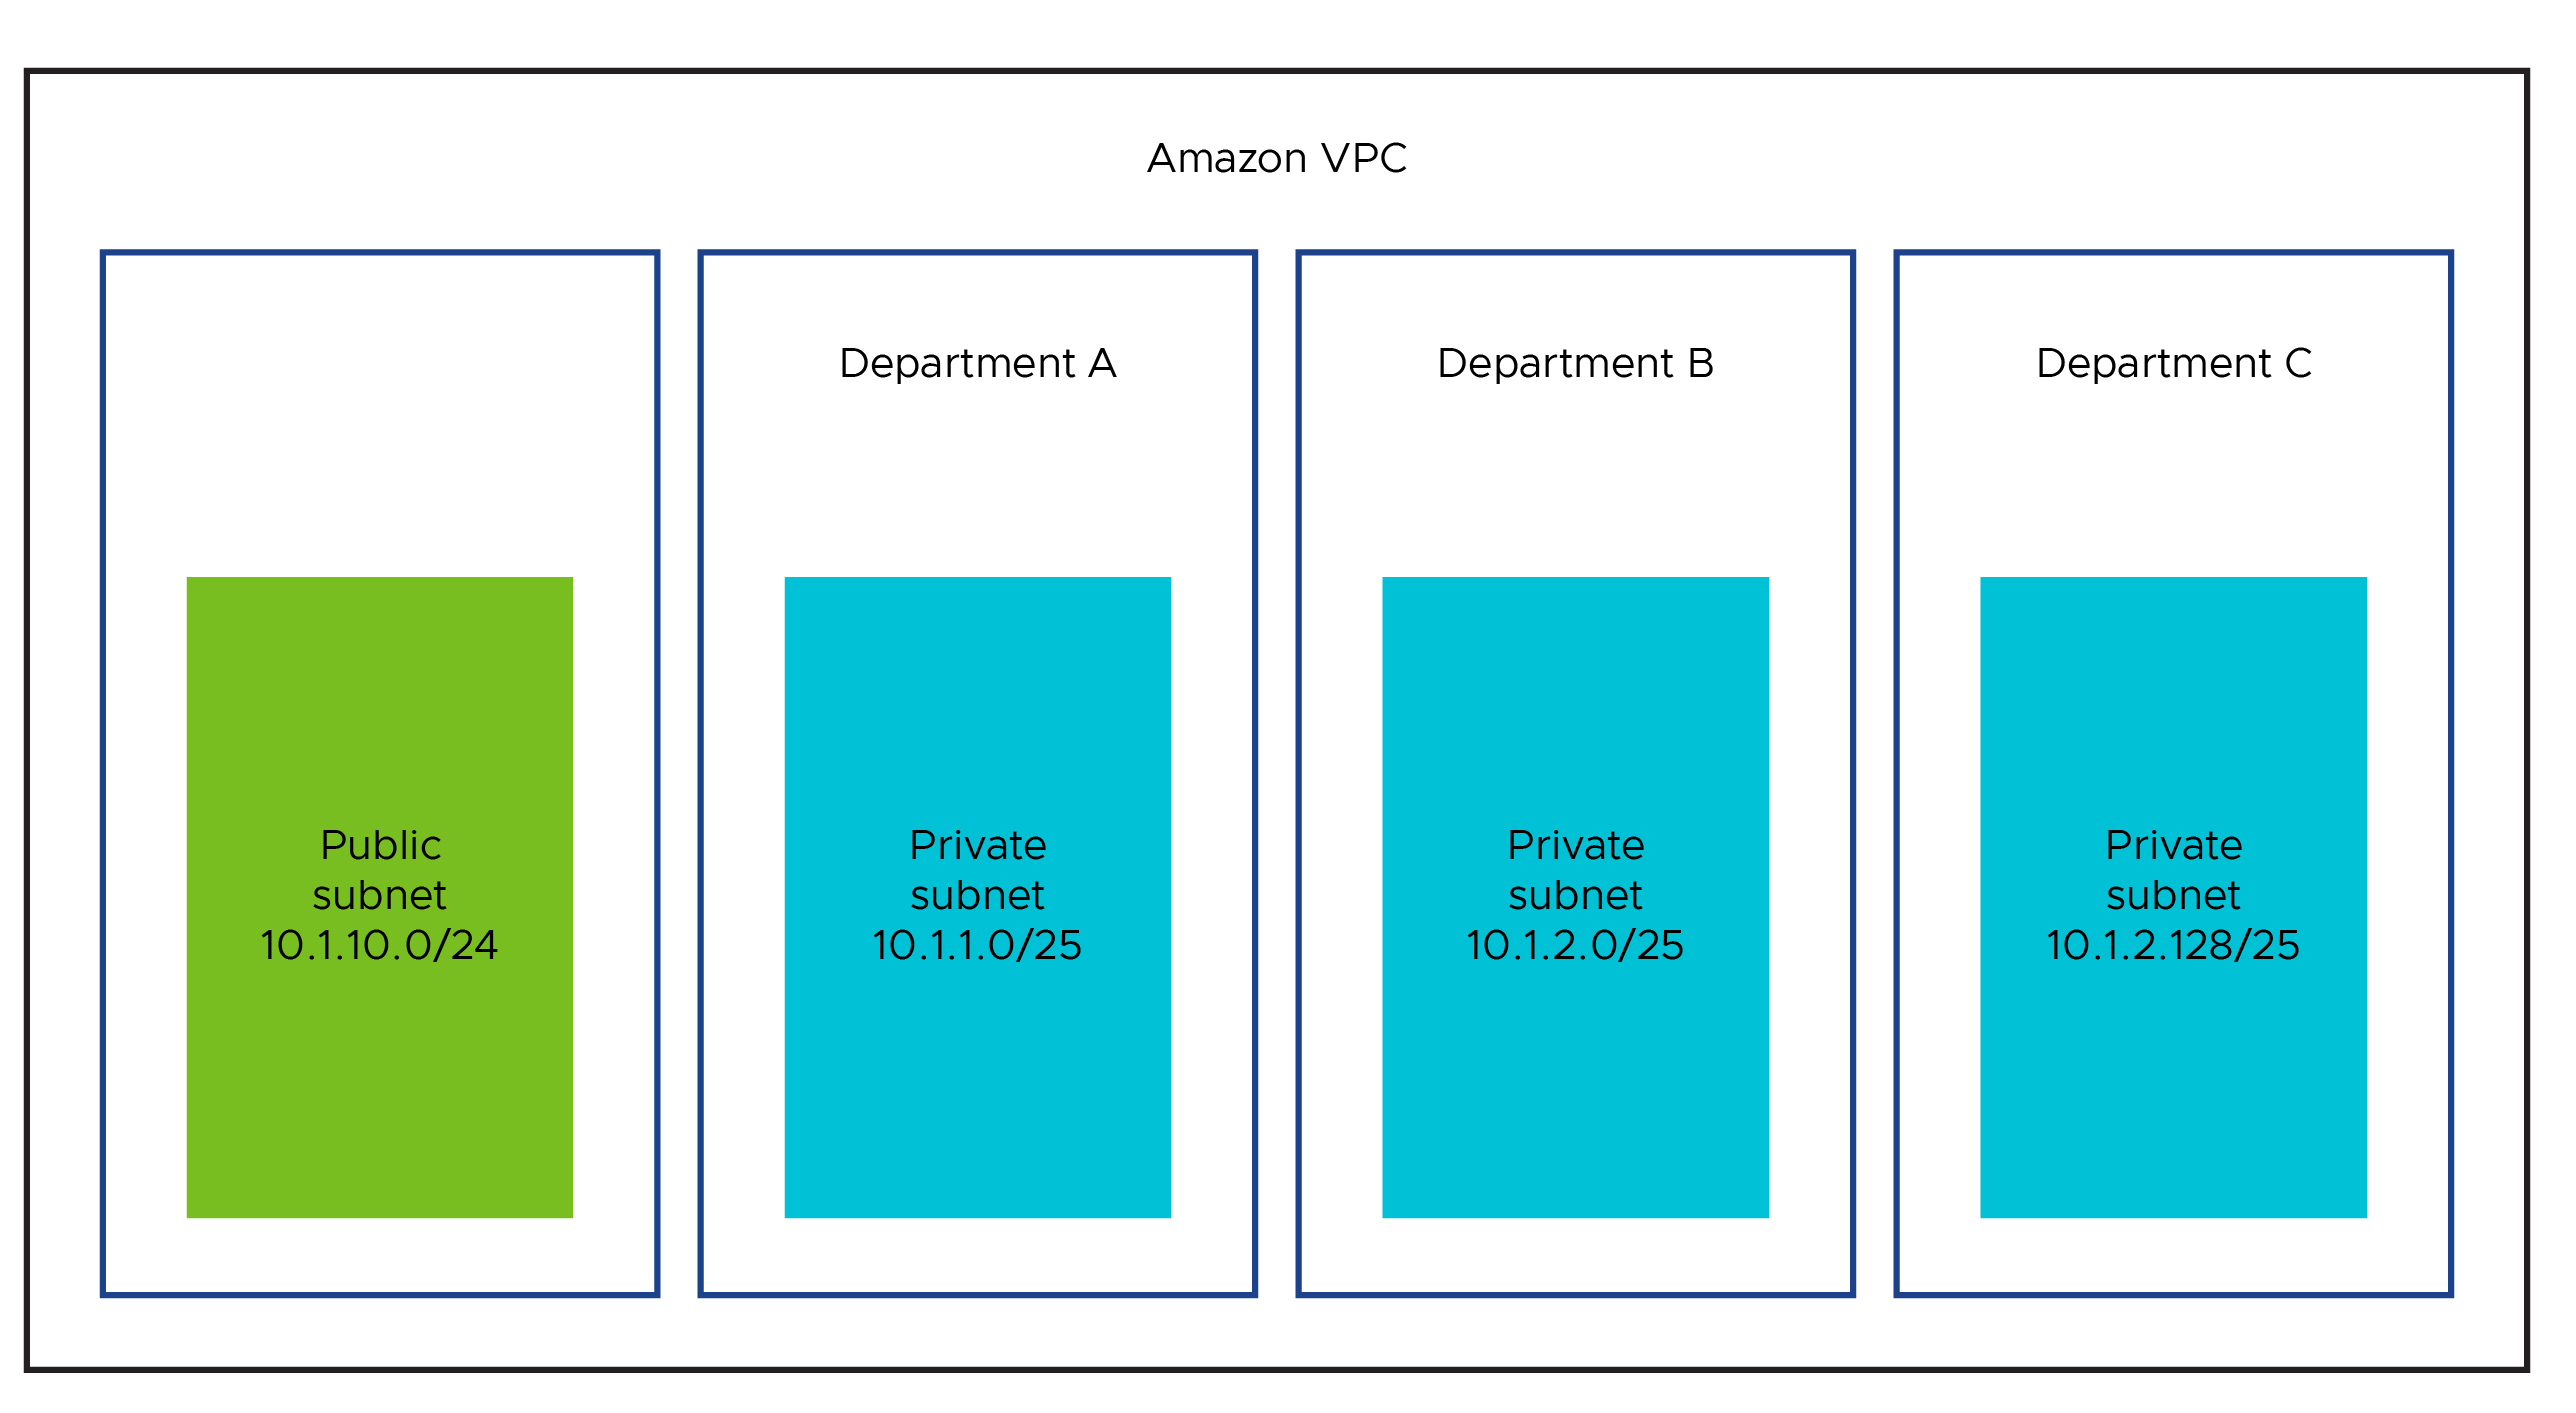 Amazon VPC
Public
subnet
10.1.10.0/24
Department A
Private
subnet
10.1.1.0/25
Department B
Private
subnet
10.1.2.0/25
Department C
Private
subnet
10.1.2.128/25